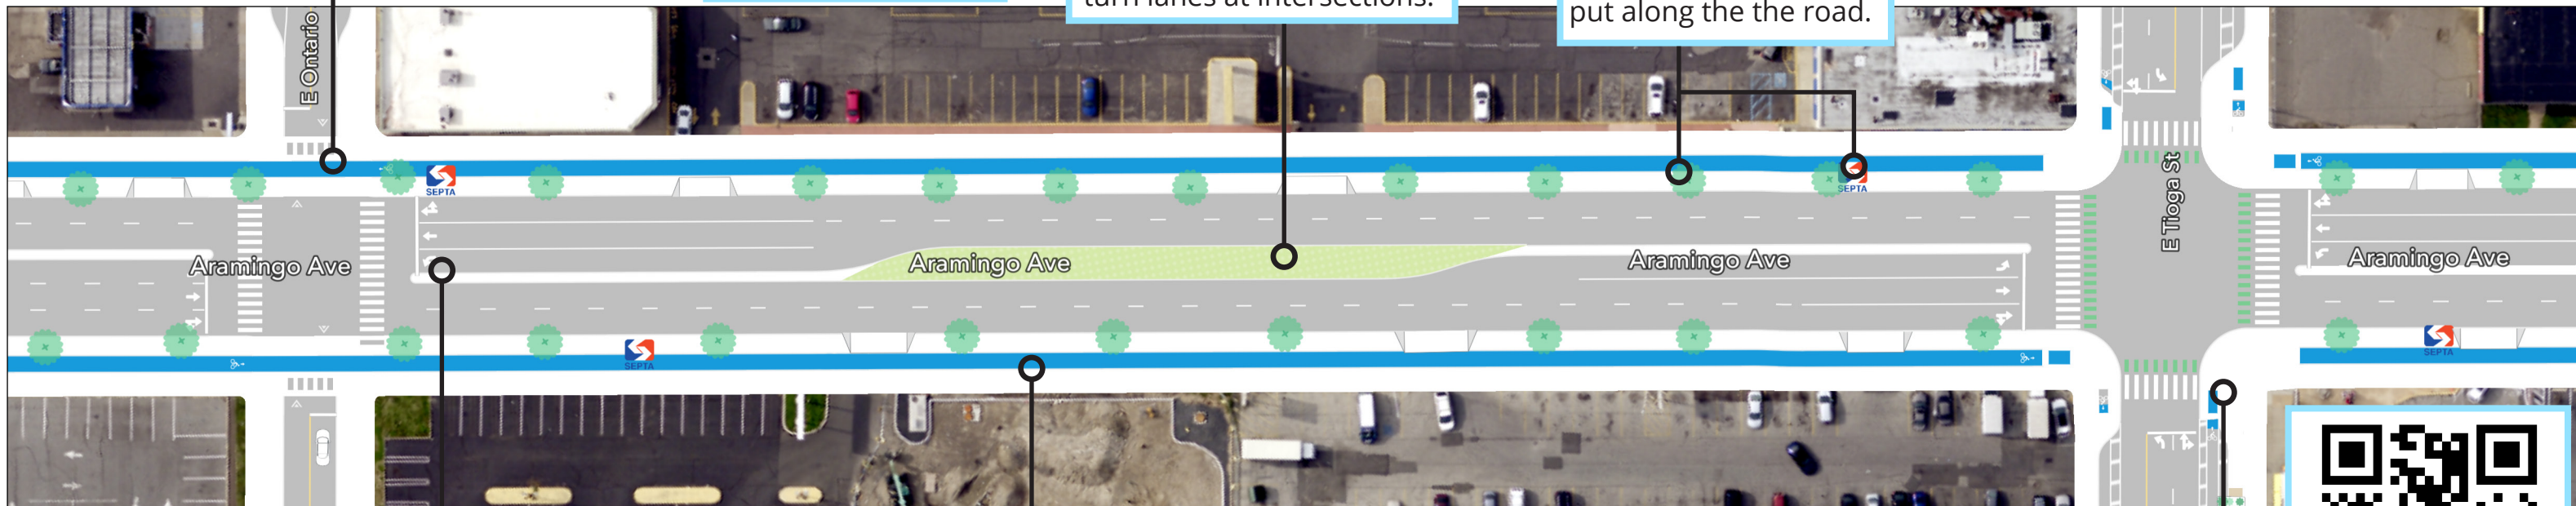 turn lanes at intersections.
put along the the road.
E Ontario
SEPTA
SEPTA
E Tioga St
Aramingo Ave
Aramingo Ave
Aramingo Ave
Aramingo Ave
SEPTA
SEPTA